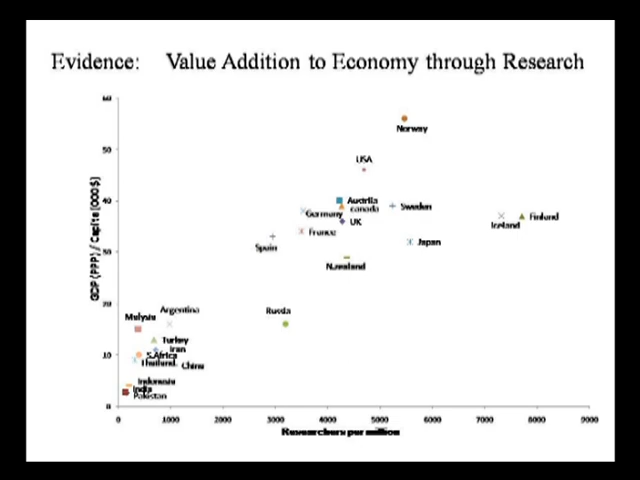 Evidence: Value Addition to Economy through Research
60
Norway
50
USA
40
Austrlia
canada
Sweden
Germany
UK
Finland
Iceland
France
Japan
Spain
30
N.zealand
GDP (PPP) / Capita (000 $)
20
Argentina
Russia
Malysia
Turkey
Iran
10
S.Africa
Thailand
China
Indonesia
India
Pakistan
0
0 1000 2000 3000 4000 5000 6000 7000 8000 9000
Researchers per million